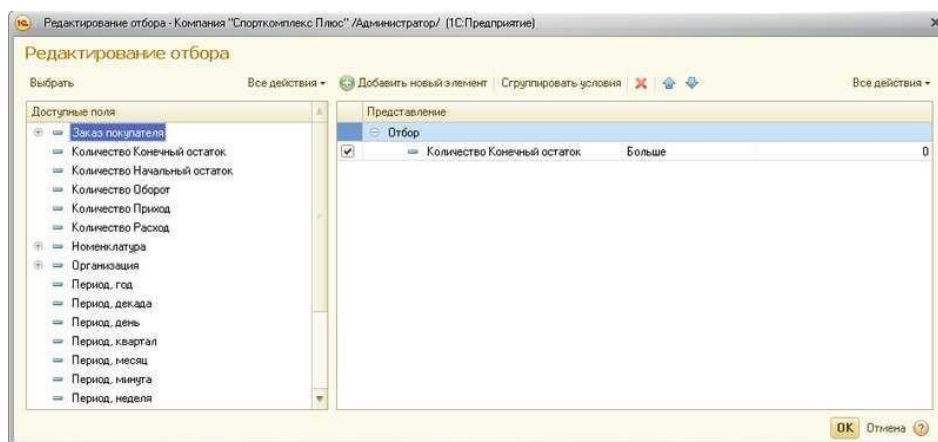 Редактирование отбора - Компания "Спорткомплекс Плюс" /Администратор/ (1С:Предприятие)
Редактирование отбора
Выбрать Все действия Добавить новый элемент Сгруппировать условия Все действия
Доступные поля Представление
Заказ покупателя Отбор
Количество Конечный остаток Количество Конечный остаток Больше 0
Количество Начальный остаток
Количество Оборот
Количество Приход
Количество Расход
Номенклатура
Организация
Период, год
Период, декада
Период, день
Период, квартал
Период, месяц
Период, минута
Период, неделя
OK Отмена ?